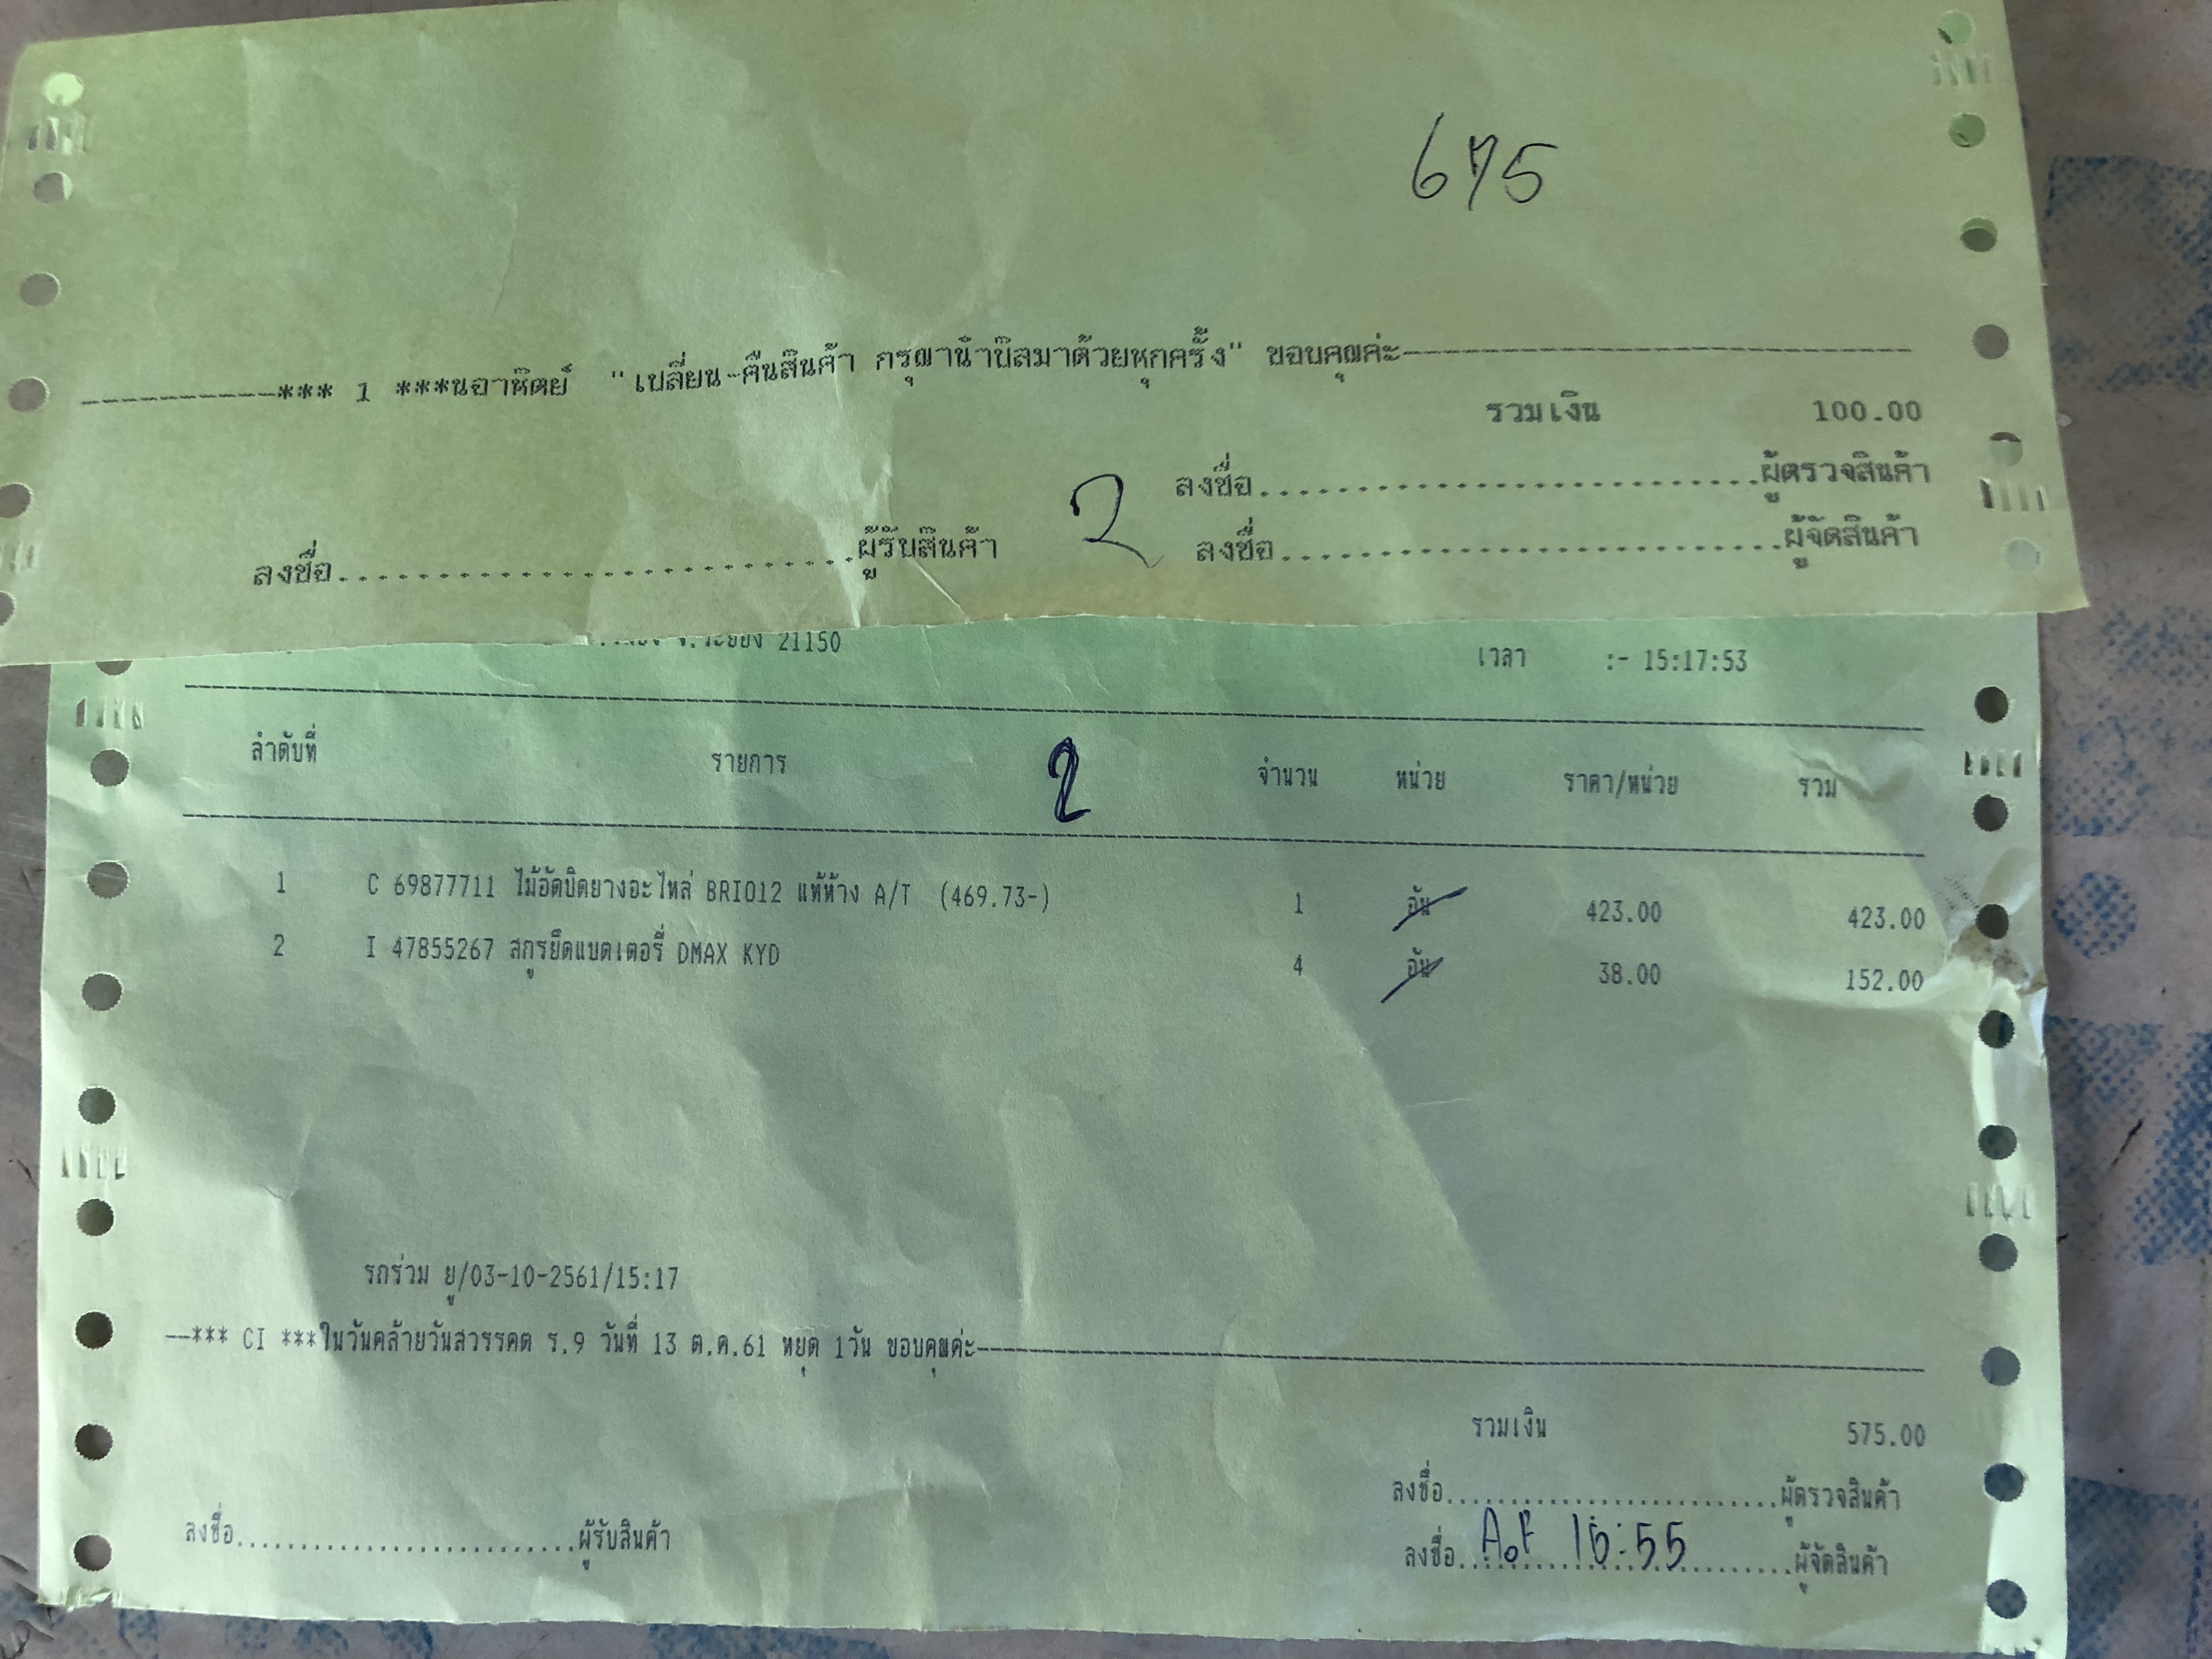 675
----------*** 1 ***นอาทิตย์ "เปลี่ยน-คืนสินค้า กรุณานำบิลมาด้วยทุกครั้ง" ขอบคุณค่ะ--------------------
รวมเงิน 100.00
ลงชื่อ..........................ผู้ตรวจสินค้า
2
ลงชื่อ..........................ผู้รับสินค้า ลงชื่อ..........................ผู้จัดสินค้า
จ.ระยอง 21150 เวลา :- 15:17:53
ลำดับที่ รายการ จำนวน หน่วย ราคา/หน่วย รวม
2
1 C 69877711 ไม้อัดปิดยางอะไหล่ BRIO12 แท้ห้าง A/T (469.73-) 1 อัน 423.00 423.00
2 I 47855267 สกูรยึดแบตเตอรี่ DMAX KYD 4 อัน 38.00 152.00
รถร่วม ยู/03-10-2561/15:17
--*** CI ***ในวันคล้ายวันสวรรคต ร.9 วันที่ 13 ต.ค.61 หยุด 1วัน ขอบคุณค่ะ--------------------
รวมเงิน 575.00
ลงชื่อ..........................ผู้ตรวจสินค้า
ลงชื่อ..........................ผู้รับสินค้า ลงชื่อ..........................ผู้จัดสินค้า